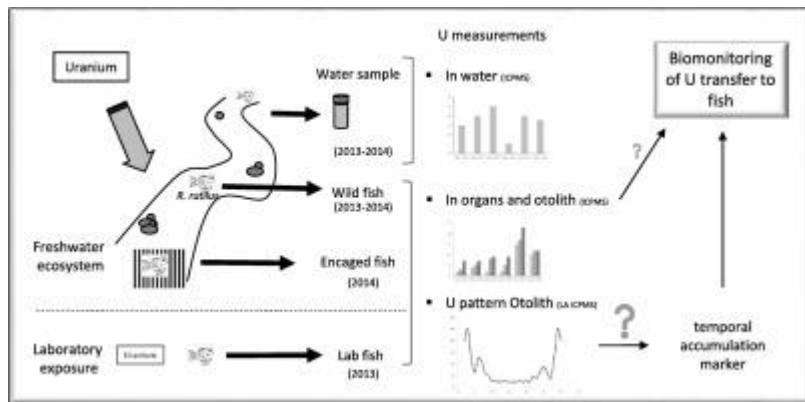 U measurements
Uranium
Water sample
(2013-2014)
▪ In water (ICPMS)
Biomonitoring
of U transfer to
fish
?
R. rutilus
Wild fish
(2013-2014)
▪ In organs and otolith (ICPMS)
Freshwater
ecosystem
Encaged fish
(2014)
▪ U pattern Otolith (LA ICPMS)
?
temporal
accumulation
marker
Laboratory
exposure
Uranium
Lab fish
(2013)